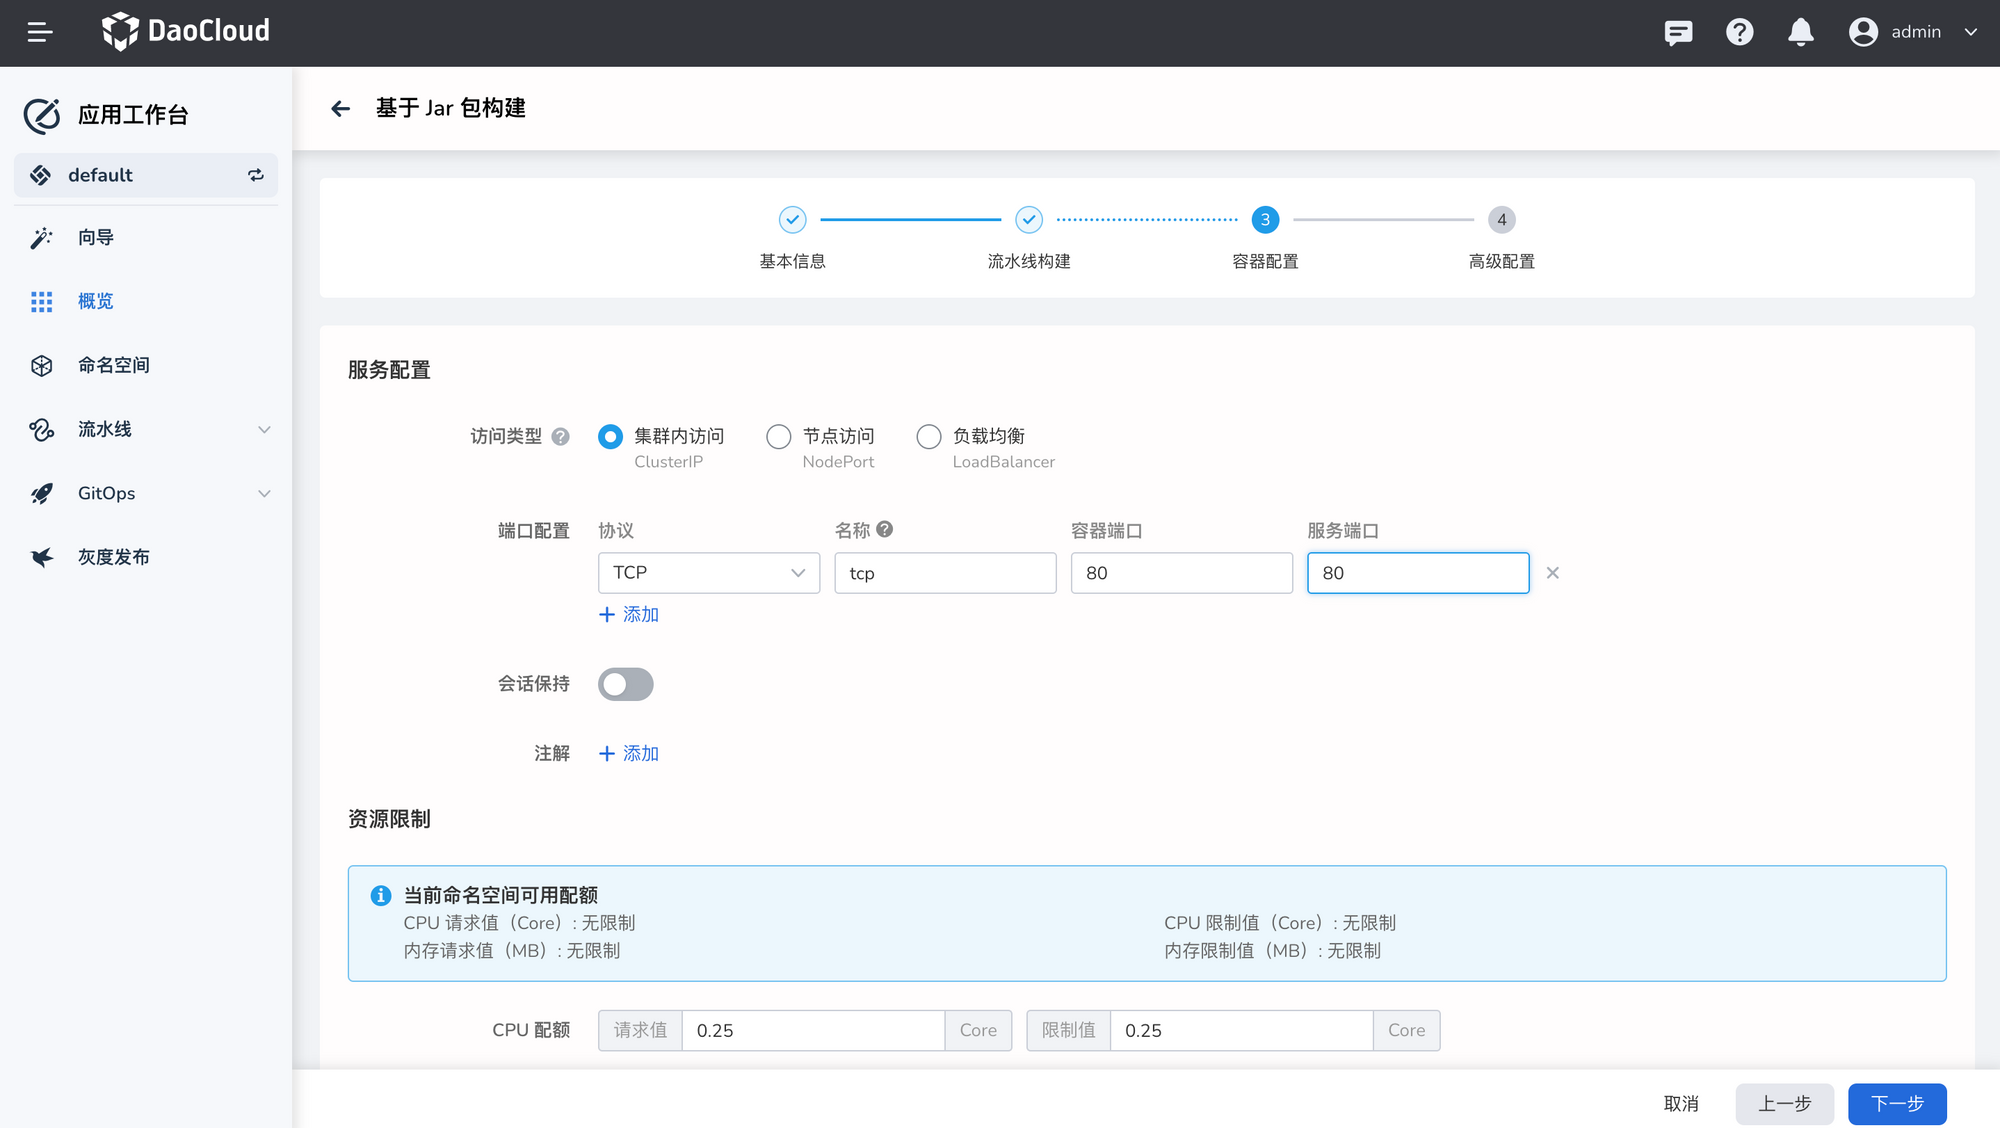 DaoCloud
admin
应用工作台
default
向导
概览
命名空间
流水线
GitOps
灰度发布
基于 Jar 包构建
3
4
基本信息
流水线构建
容器配置
高级配置
服务配置
访问类型
集群内访问
ClusterIP
节点访问
NodePort
负载均衡
LoadBalancer
端口配置
协议
名称
容器端口
服务端口
TCP
tcp
80
80
添加
会话保持
注解
添加
资源限制
当前命名空间可用配额
CPU 请求值（Core）: 无限制
CPU 限制值（Core）: 无限制
内存请求值（MB）: 无限制
内存限制值（MB）: 无限制
CPU 配额
请求值
0.25
Core
限制值
0.25
Core
取消
上一步
下一步